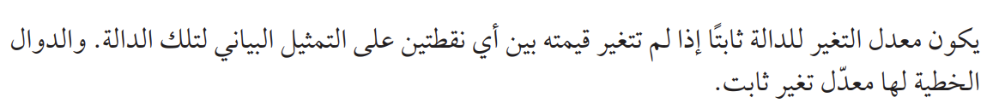 يكون معدل التغير للدالة ثابتًا إذا لم تتغير قيمته بين أي نقطتين على التمثيل البياني لتلك الدالة. والدوال
الخطية لها معدّل تغير ثابت.